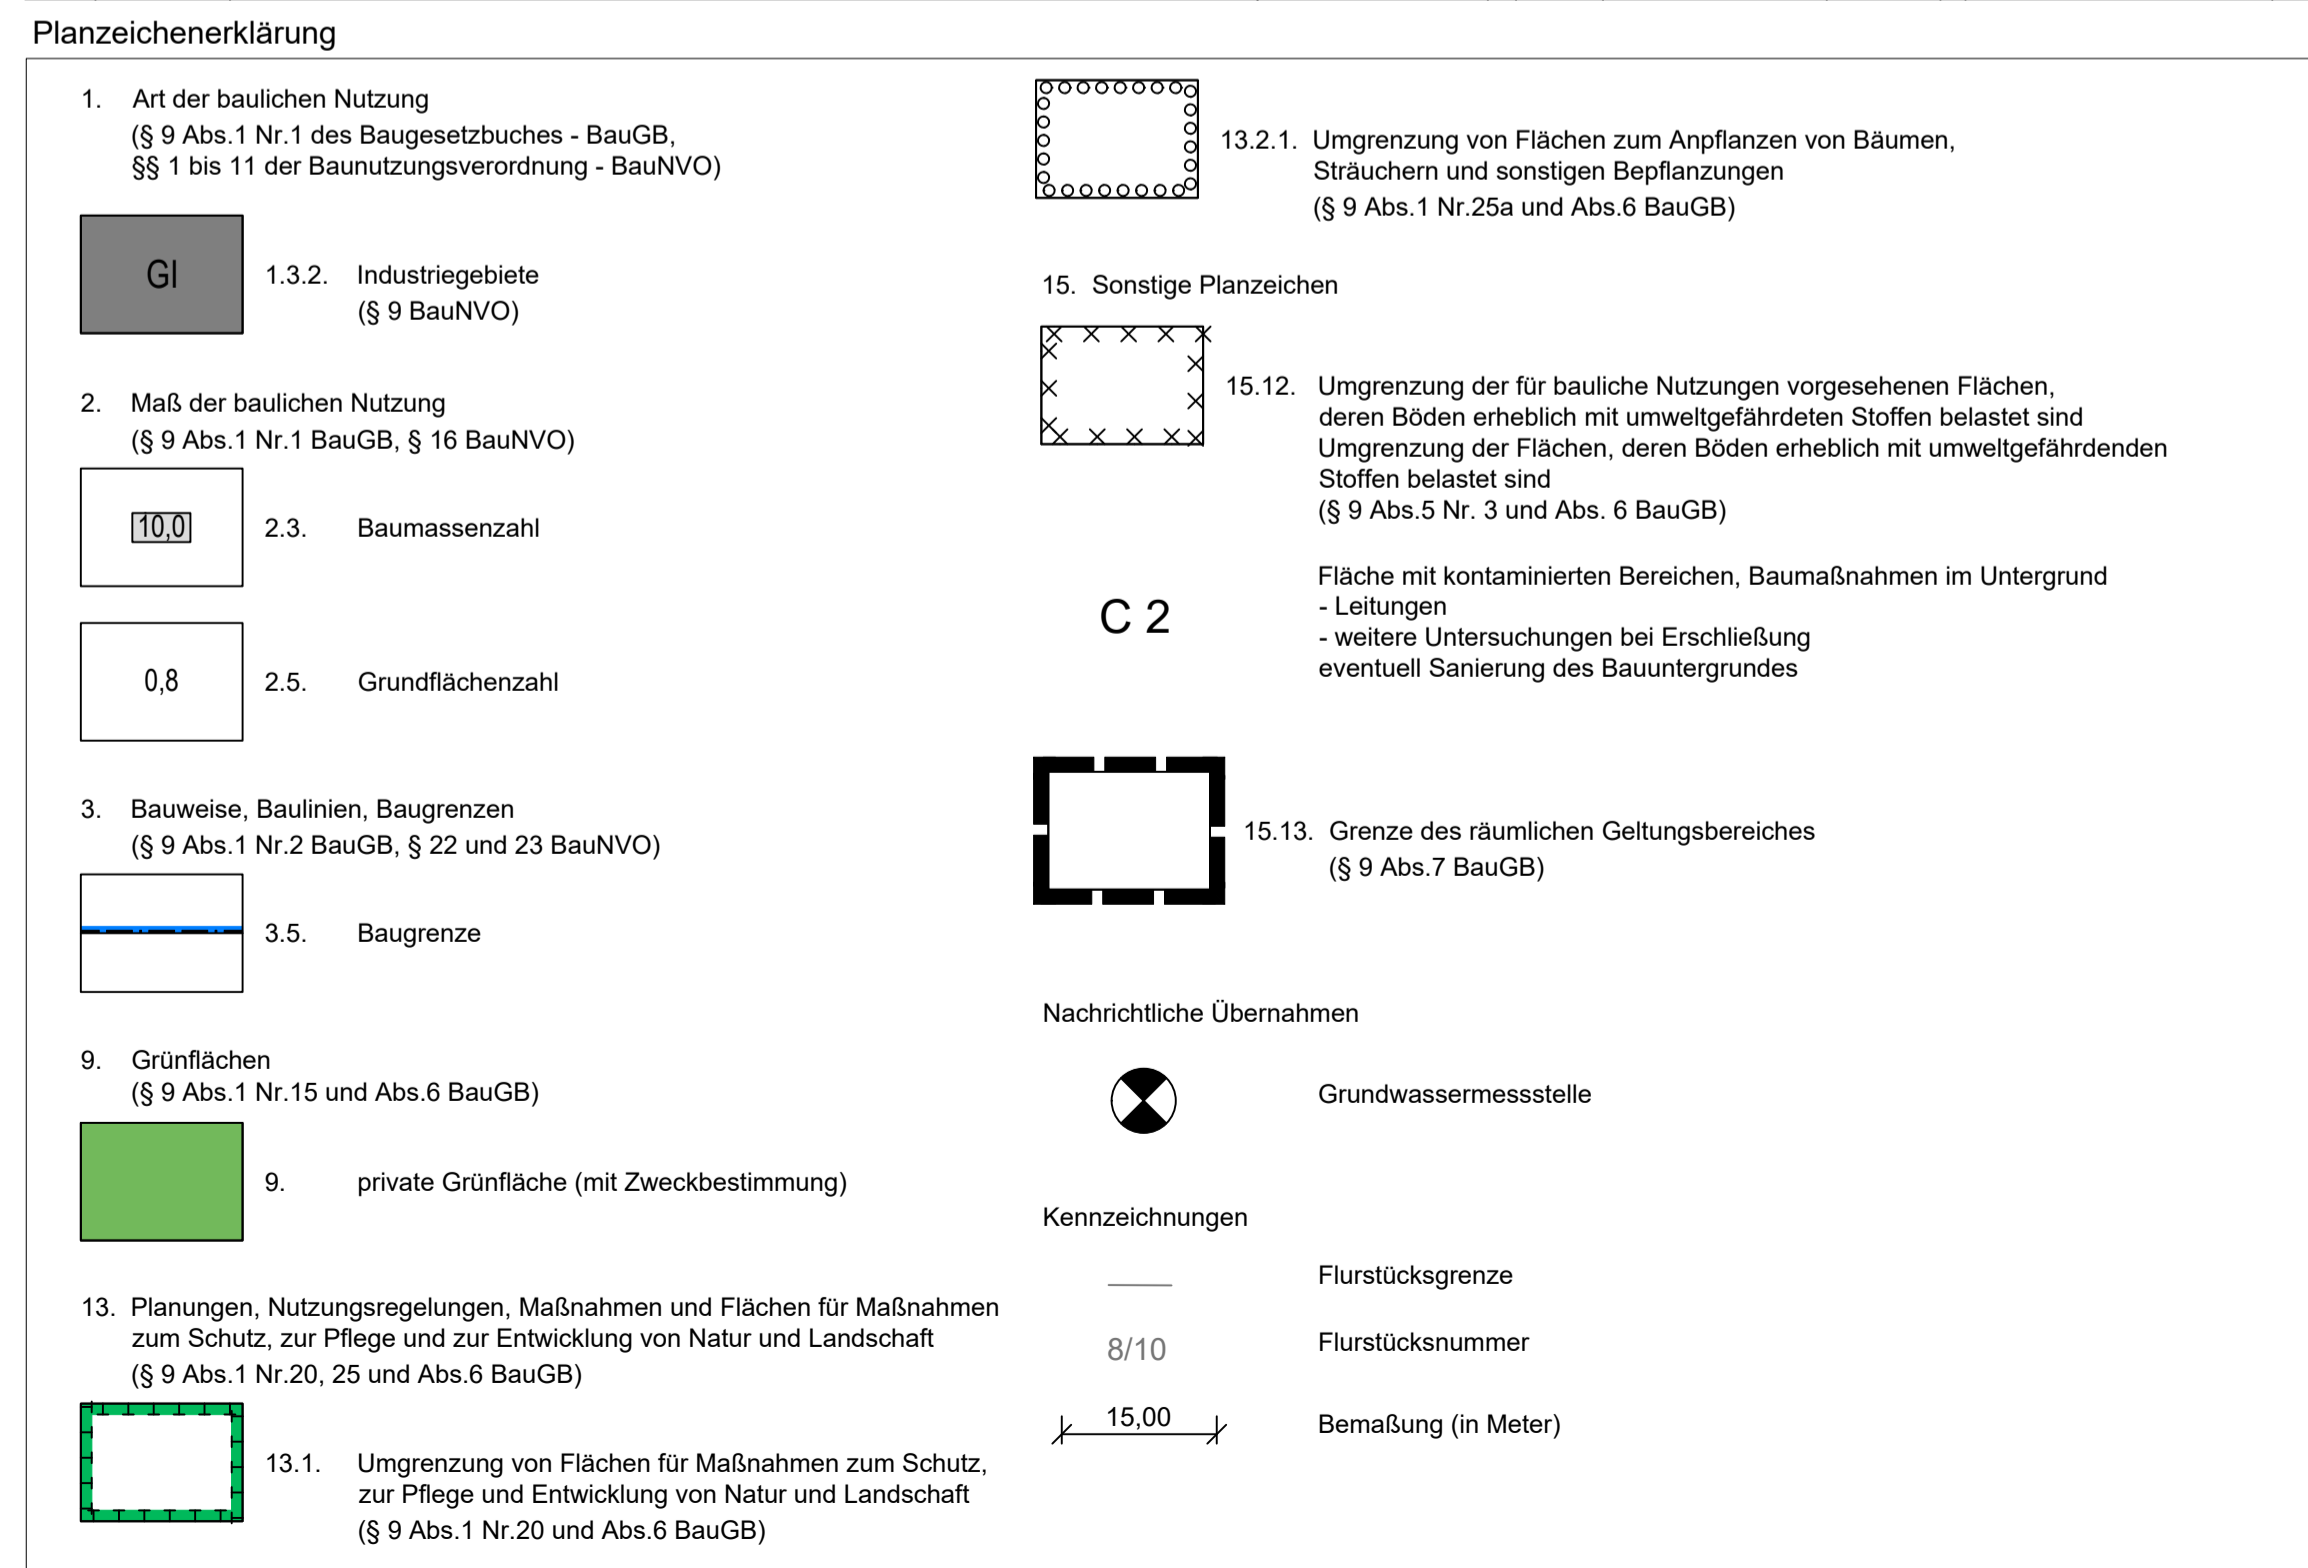 Planzeichenerklärung
1. Art der baulichen Nutzung
(§ 9 Abs.1 Nr.1 des Baugesetzbuches - BauGB,
§§ 1 bis 11 der Baunutzungsverordnung - BauNVO)
GI 1.3.2. Industriegebiete
(§ 9 BauNVO)
2. Maß der baulichen Nutzung
(§ 9 Abs.1 Nr.1 BauGB, § 16 BauNVO)
10,0 2.3. Baumassenzahl
0,8 2.5. Grundflächenzahl
3. Bauweise, Baulinien, Baugrenzen
(§ 9 Abs.1 Nr.2 BauGB, § 22 und 23 BauNVO)
3.5. Baugrenze
9. Grünflächen
(§ 9 Abs.1 Nr.15 und Abs.6 BauGB)
9. private Grünfläche (mit Zweckbestimmung)
13. Planungen, Nutzungsregelungen, Maßnahmen und Flächen für Maßnahmen
zum Schutz, zur Pflege und zur Entwicklung von Natur und Landschaft
(§ 9 Abs.1 Nr.20, 25 und Abs.6 BauGB)
13.1. Umgrenzung von Flächen für Maßnahmen zum Schutz,
zur Pflege und Entwicklung von Natur und Landschaft
(§ 9 Abs.1 Nr.20 und Abs.6 BauGB)
13.2.1. Umgrenzung von Flächen zum Anpflanzen von Bäumen,
Sträuchern und sonstigen Bepflanzungen
(§ 9 Abs.1 Nr.25a und Abs.6 BauGB)
15. Sonstige Planzeichen
15.12. Umgrenzung der für bauliche Nutzungen vorgesehenen Flächen,
deren Böden erheblich mit umweltgefährdeten Stoffen belastet sind
Umgrenzung der Flächen, deren Böden erheblich mit umweltgefährdenden
Stoffen belastet sind
(§ 9 Abs.5 Nr. 3 und Abs. 6 BauGB)
Fläche mit kontaminierten Bereichen, Baumaßnahmen im Untergrund
- Leitungen
C 2
- weitere Untersuchungen bei Erschließung
eventuell Sanierung des Bauuntergrundes
15.13. Grenze des räumlichen Geltungsbereiches
(§ 9 Abs.7 BauGB)
Nachrichtliche Übernahmen
Grundwassermessstelle
Kennzeichnungen
Flurstücksgrenze
8/10 Flurstücksnummer
15,00 Bemaßung (in Meter)